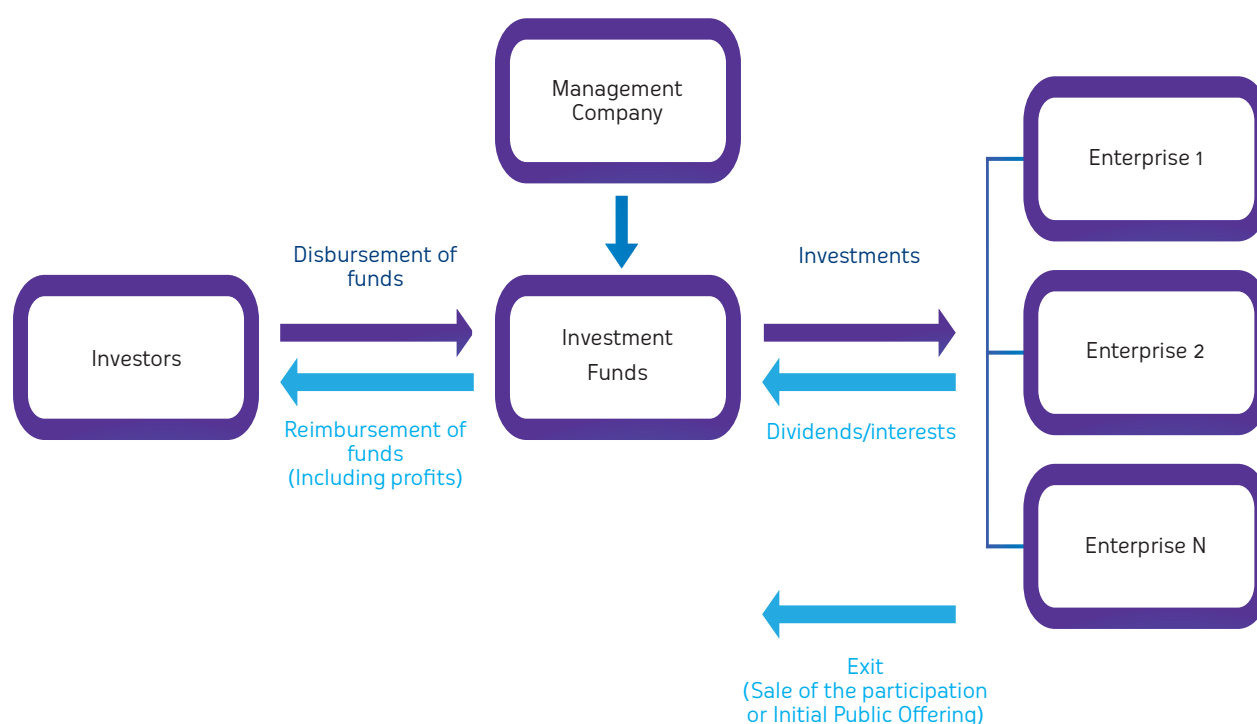 Management
Company
Enterprise 1
Disbursement of
funds
Investments
Investors
Investment
Funds
Enterprise 2
Reimbursement of
funds
(Including profits)
Dividends/interests
Enterprise N
Exit
(Sale of the participation
or Initial Public Offering)